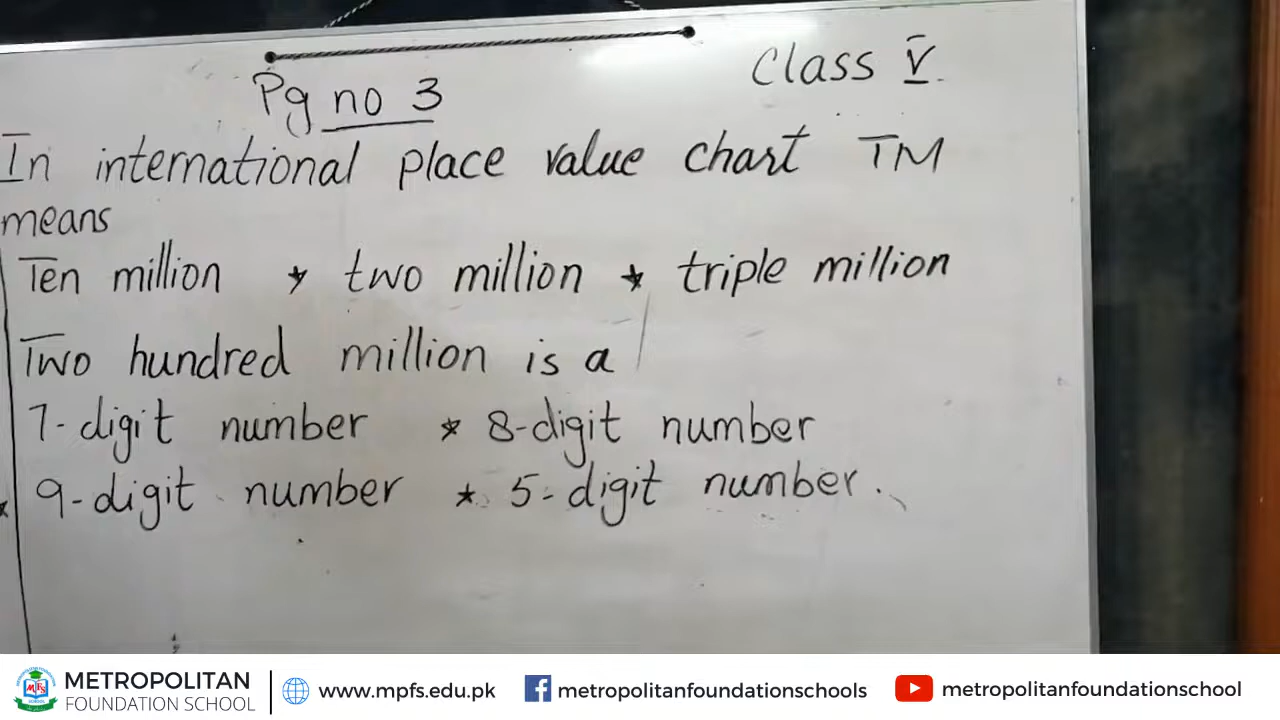 Class V
Pg no 3
In international place value chart TM
means
Ten million * two million * triple million
Two hundred million is a
7-digit number * 8-digit number
* 9-digit number * 5-digit number.
METROPOLITAN
FOUNDATION SCHOOL
www.mpfs.edu.pk
metropolitanfoundationschools
metropolitanfoundationschool
MFS